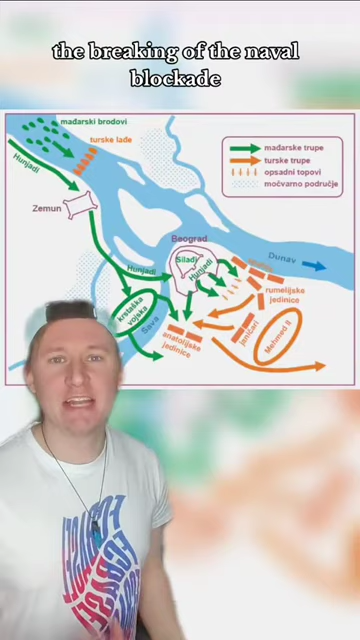 the breaking of the naval
blockade
mađarski brodovi
turske lađe
Hunjadi
Zemun
mađarske trupe
turske trupe
opsadni topovi
močvarno područje
Beograd
Siladi
Hunjadi
Hunjadi
Dunav
rumelijske
jedinice
krstaška
vojska
Sava
anatolijske
jedinice
janičari
Mehmed II